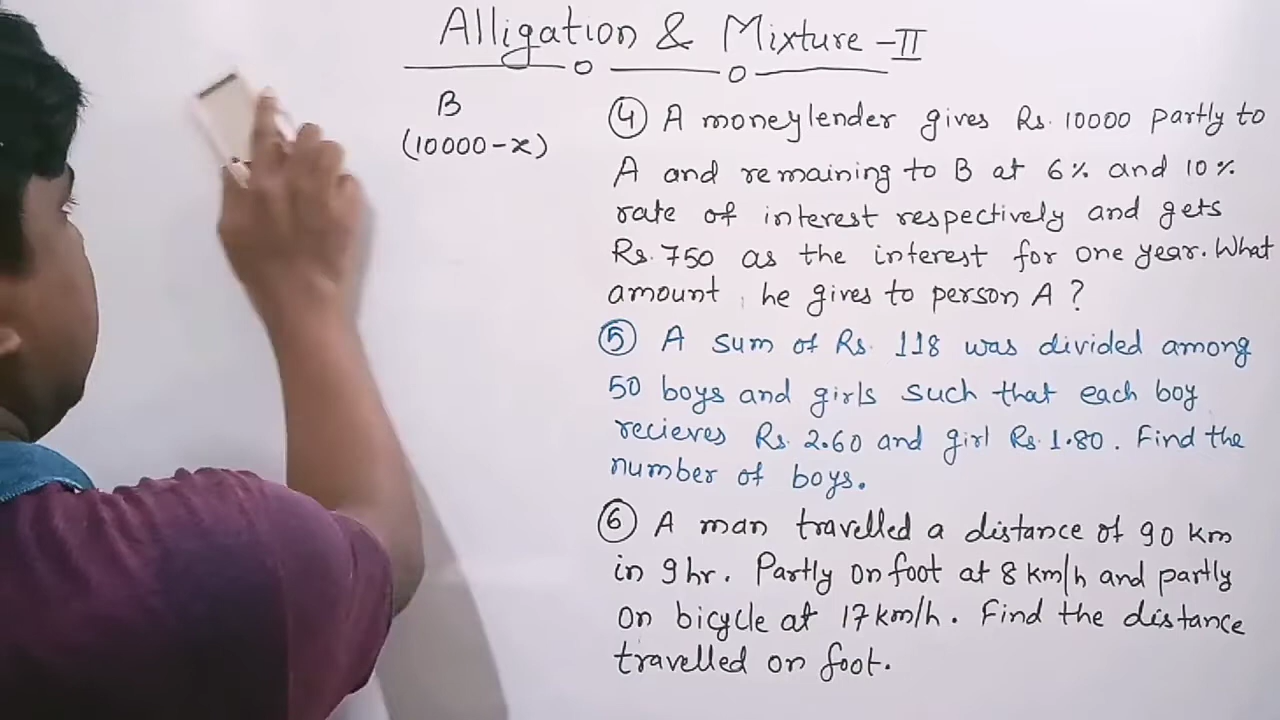 Alligation & Mixture -II
B
(10000-x)
④ A moneylender gives Rs. 10000 partly to
A and remaining to B at 6% and 10%
rate of interest respectively and gets
Rs. 750 as the interest for one year. What
amount he gives to person A ?
⑤ A sum of Rs. 118 was divided among
50 boys and girls such that each boy
recieves Rs. 2.60 and girl Rs. 1.80. Find the
number of boys.
⑥ A man travelled a distance of 90 km
in 9hr. Partly on foot at 8 km/h and partly
on bicycle at 17km/h. Find the distance
travelled on foot.